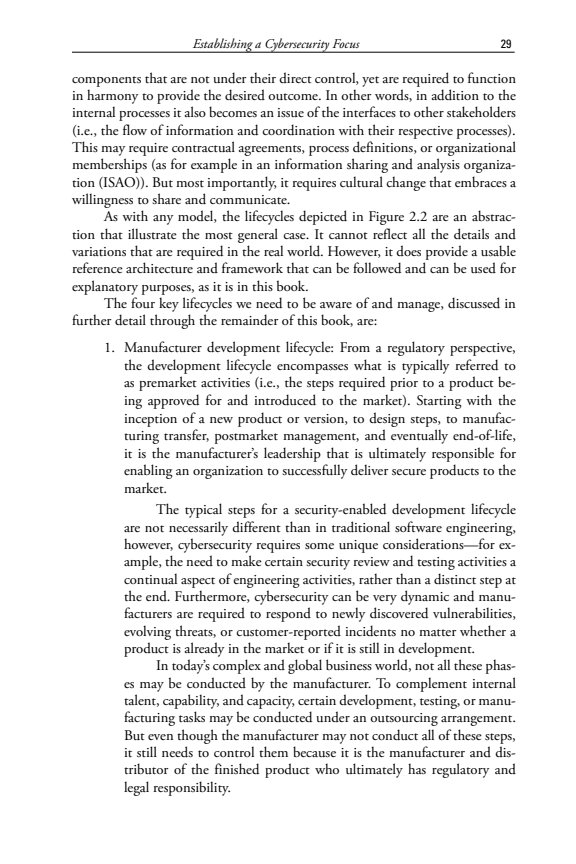 Establishing a Cybersecurity Focus 29
components that are not under their direct control, yet are required to function
in harmony to provide the desired outcome. In other words, in addition to the
internal processes it also becomes an issue of the interfaces to other stakeholders
(i.e., the flow of information and coordination with their respective processes).
This may require contractual agreements, process definitions, or organizational
memberships (as for example in an information sharing and analysis organiza-
tion (ISAO)). But most importantly, it requires cultural change that embraces a
willingness to share and communicate.
As with any model, the lifecycles depicted in Figure 2.2 are an abstrac-
tion that illustrate the most general case. It cannot reflect all the details and
variations that are required in the real world. However, it does provide a usable
reference architecture and framework that can be followed and can be used for
explanatory purposes, as it is in this book.
The four key lifecycles we need to be aware of and manage, discussed in
further detail through the remainder of this book, are:
1. Manufacturer development lifecycle: From a regulatory perspective,
the development lifecycle encompasses what is typically referred to
as premarket activities (i.e., the steps required prior to a product be-
ing approved for and introduced to the market). Starting with the
inception of a new product or version, to design steps, to manufac-
turing transfer, postmarket management, and eventually end-of-life,
it is the manufacturer's leadership that is ultimately responsible for
enabling an organization to successfully deliver secure products to the
market.
The typical steps for a security-enabled development lifecycle
are not necessarily different than in traditional software engineering,
however, cybersecurity requires some unique considerations—for ex-
ample, the need to make certain security review and testing activities a
continual aspect of engineering activities, rather than a distinct step at
the end. Furthermore, cybersecurity can be very dynamic and manu-
facturers are required to respond to newly discovered vulnerabilities,
evolving threats, or customer-reported incidents no matter whether a
product is already in the market or if it is still in development.
In today's complex and global business world, not all these phas-
es may be conducted by the manufacturer. To complement internal
talent, capability, and capacity, certain development, testing, or manu-
facturing tasks may be conducted under an outsourcing arrangement.
But even though the manufacturer may not conduct all of these steps,
it still needs to control them because it is the manufacturer and dis-
tributor of the finished product who ultimately has regulatory and
legal responsibility.